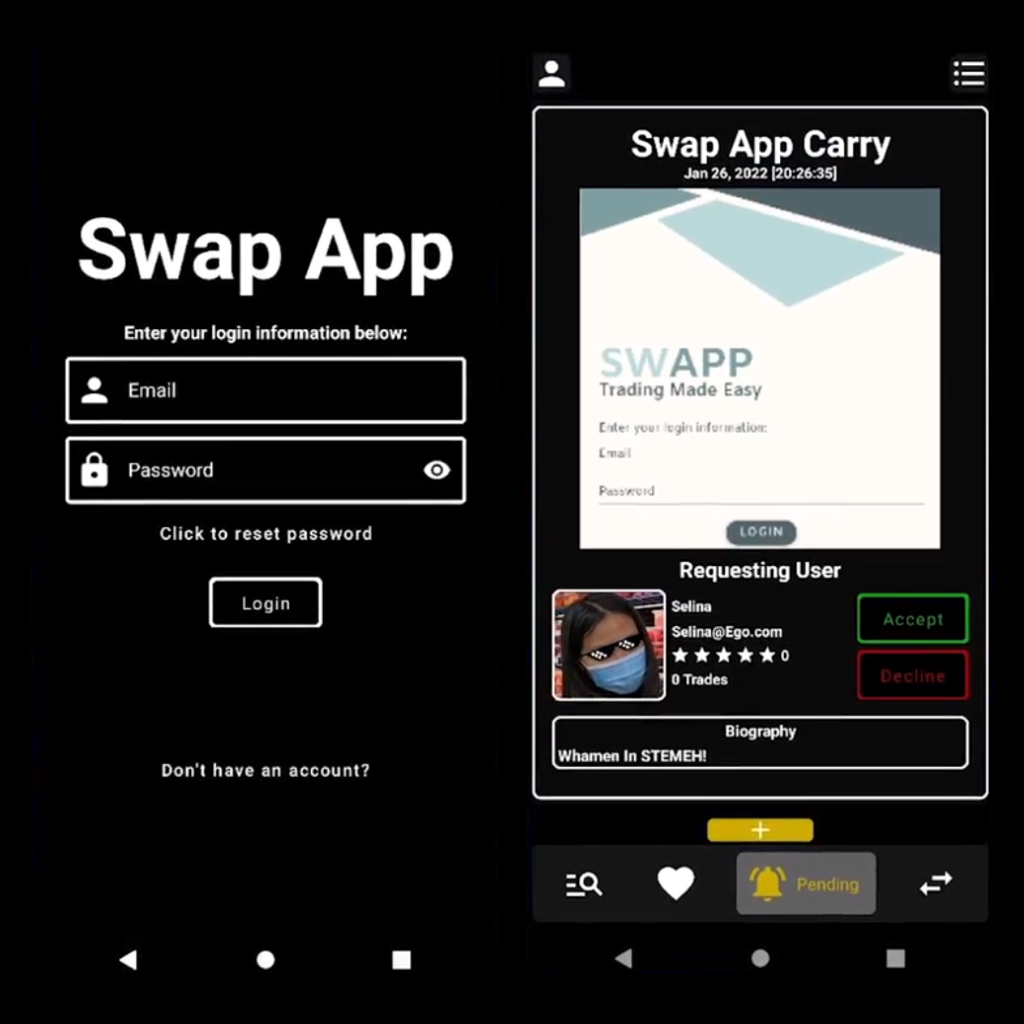 Swap App
Enter your login information below:
Email
Password
Click to reset password
Login
Don't have an account?
Swap App Carry
Jan 26, 2022 [20:26:35]
SWAPP
Trading Made Easy
Enter your login information:
Email
Password
LOGIN
Requesting User
Selina
Selina@Ego.com
0
0 Trades
Accept
Decline
Biography
Whamen In STEMEH!
+
Pending